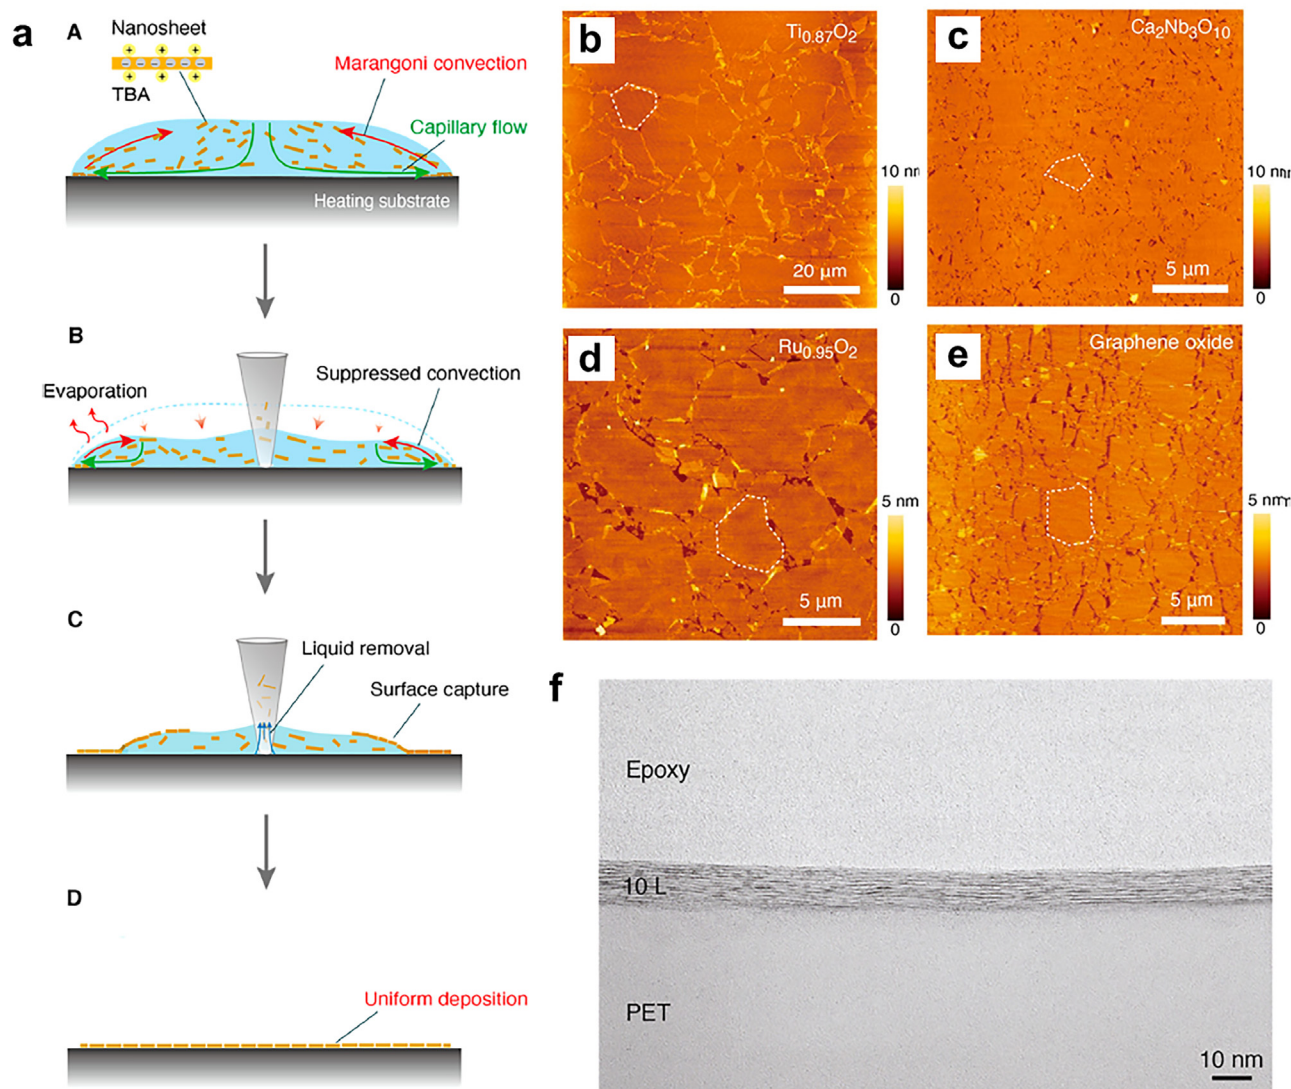 a
A
Nanosheet
TBA
Marangoni convection
Capillary flow
Heating substrate
B
Evaporation
Suppressed convection
C
Liquid removal
Surface capture
D
Uniform deposition
b
Ti0.87O2
20 µm
10 nm
0
c
Ca2Nb3O10
5 µm
10 nm
0
d
Ru0.95O2
5 µm
5 nm
0
e
Graphene oxide
5 µm
5 nm
0
f
Epoxy
10 L
PET
10 nm